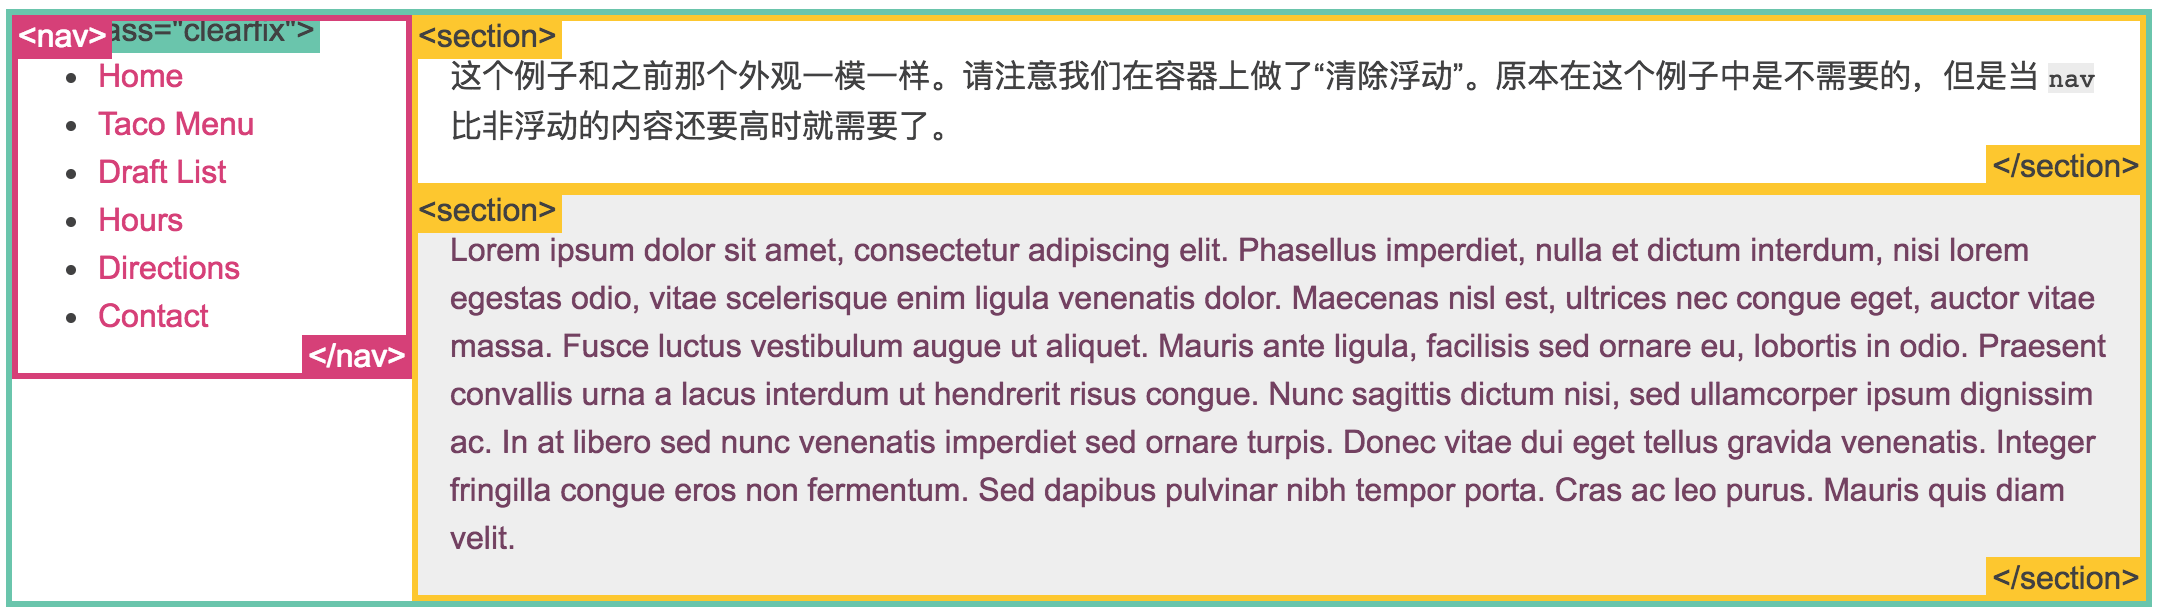 <nav>
ass="clearfix">
Home
Taco Menu
Draft List
Hours
Directions
Contact
</nav>
<section>
这个例子和之前那个外观一模一样。请注意我们在容器上做了“清除浮动”。原本在这个例子中是不需要的，但是当 nav
比非浮动的内容还要高时就需要了。
</section>
<section>
Lorem ipsum dolor sit amet, consectetur adipiscing elit. Phasellus imperdiet, nulla et dictum interdum, nisi lorem
egestas odio, vitae scelerisque enim ligula venenatis dolor. Maecenas nisl est, ultrices nec congue eget, auctor vitae
massa. Fusce luctus vestibulum augue ut aliquet. Mauris ante ligula, facilisis sed ornare eu, lobortis in odio. Praesent
convallis urna a lacus interdum ut hendrerit risus congue. Nunc sagittis dictum nisi, sed ullamcorper ipsum dignissim
ac. In at libero sed nunc venenatis imperdiet sed ornare turpis. Donec vitae dui eget tellus gravida venenatis. Integer
fringilla congue eros non fermentum. Sed dapibus pulvinar nibh tempor porta. Cras ac leo purus. Mauris quis diam
velit.
</section>